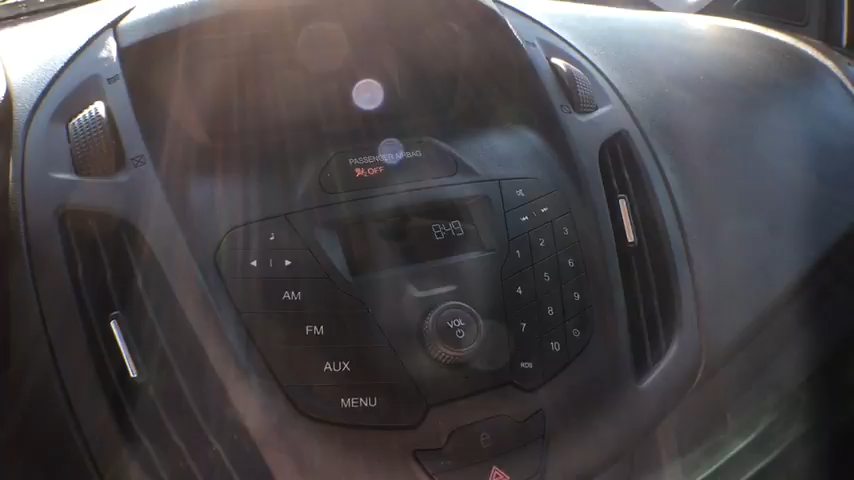 PASSENGER AIRBAG
OFF
8:49
AM
FM
AUX
MENU
VOL
1 2 3
4 5 6
7 8 9
10
RDS